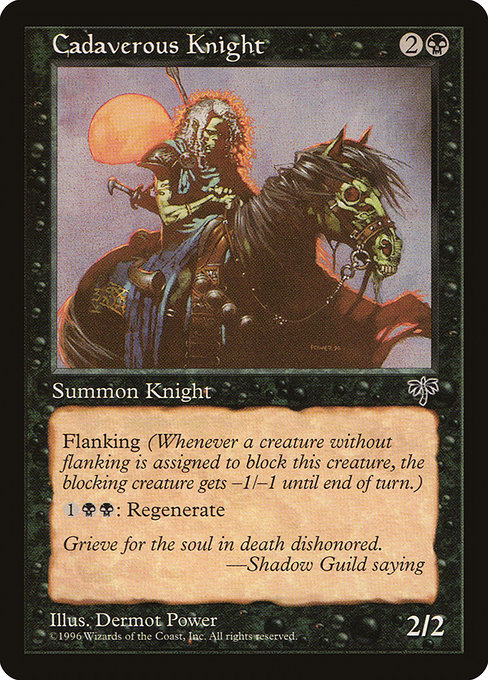 Cadaverous Knight 2
POWER 96
Summon Knight
Flanking (Whenever a creature without
flanking is assigned to block this creature, the
blocking creature gets –1/–1 until end of turn.)
1 : Regenerate
Grieve for the soul in death dishonored.
—Shadow Guild saying
Illus. Dermot Power
©1996 Wizards of the Coast, Inc. All rights reserved.
2/2